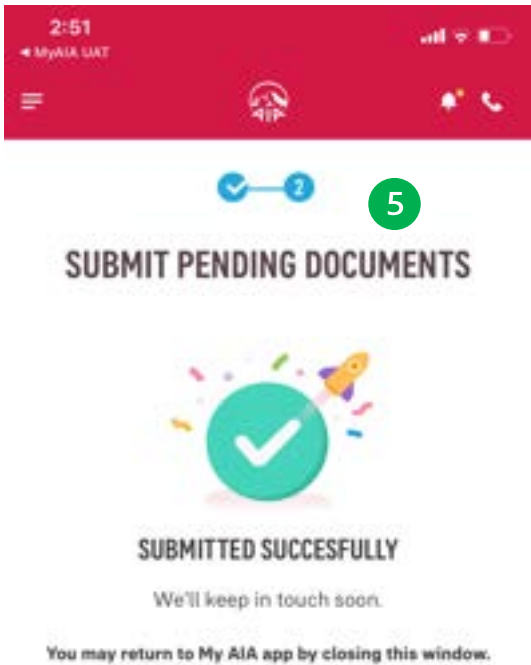 2:51
◄ MyAIA UAT
AIA
2
5
SUBMIT PENDING DOCUMENTS
SUBMITTED SUCCESFULLY
We'll keep in touch soon.
You may return to My AIA app by closing this window.